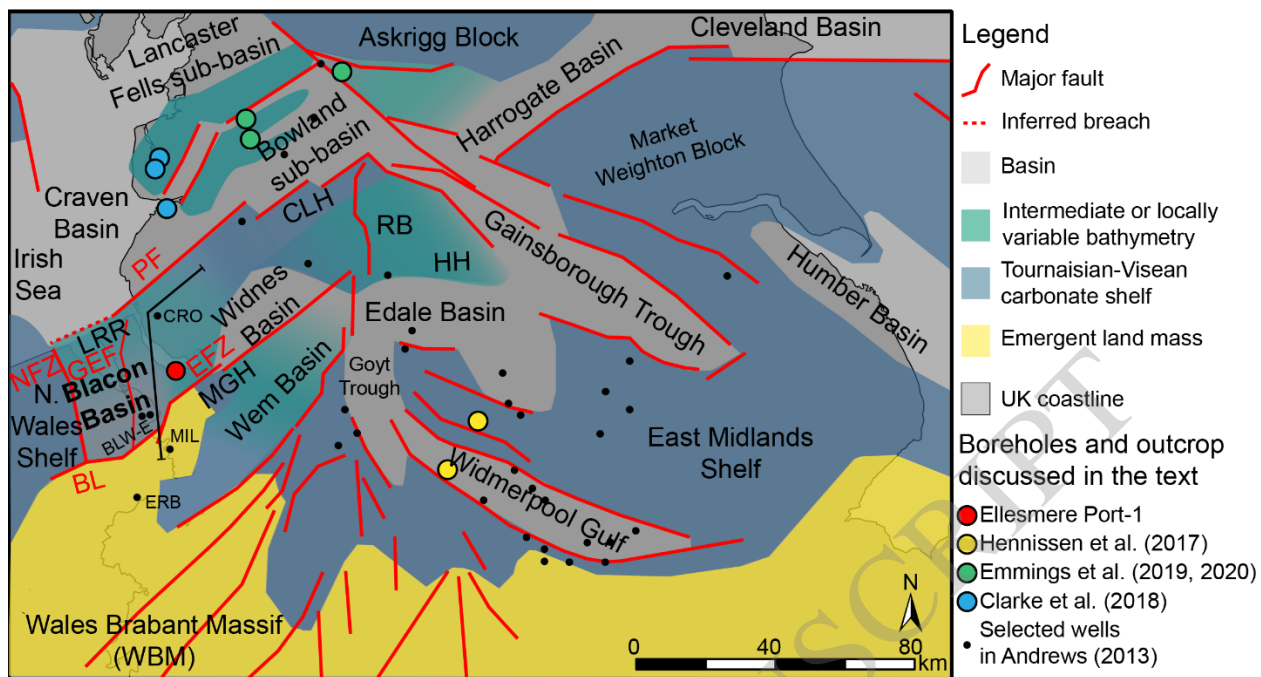 Lancaster
Fells sub-basin
Askrigg Block
Cleveland Basin
Harrogate Basin
Bowland
sub-basin
Market
Weighton Block
Craven
Basin
Irish
Sea
PF
CLH
RB
HH
Gainsborough Trough
Humber Basin
Widnes
Basin
CRO
LRR
Edale Basin
NFZ
GEF
EFZ
MGH
Goyt
Trough
N.
Wales
Shelf
Blacon
Basin
Wem Basin
BLW-E
MIL
BL
ERB
East Midlands
Shelf
Widmerpool Gulf
Wales Brabant Massif
(WBM)
N
0 40 80
km
Legend
Major fault
Inferred breach
Basin
Intermediate or locally
variable bathymetry
Tournaisian-Visean
carbonate shelf
Emergent land mass
UK coastline
Boreholes and outcrop
discussed in the text
Ellesmere Port-1
Hennissen et al. (2017)
Emmings et al. (2019, 2020)
Clarke et al. (2018)
Selected wells
in Andrews (2013)
SCRIPT